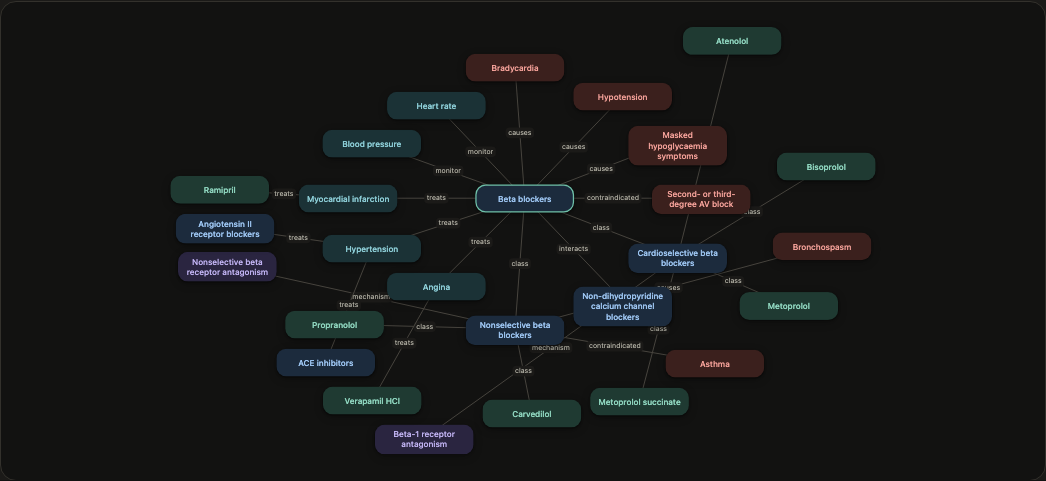 Atenolol
Bradycardia
Hypotension
Heart rate
causes
Blood pressure
causes
Masked
hypoglycaemia
symptoms
monitor
Bisoprolol
monitor
causes
Ramipril
treats
Myocardial infarction
treats
Beta blockers
contraindicated
Second- or third-
degree AV block
class
Angiotensin II
receptor blockers
treats
Hypertension
treats
class
treats
interacts
Cardioselective beta
blockers
Bronchospasm
Nonselective beta
receptor antagonism
class
class
Angina
causes
mechanism
treats
Non-dihydropyridine
calcium channel
blockers
Metoprolol
Propranolol
class
Nonselective beta
blockers
class
treats
mechanism
contraindicated
ACE inhibitors
Asthma
class
Verapamil HCl
Metoprolol succinate
Carvedilol
Beta-1 receptor
antagonism